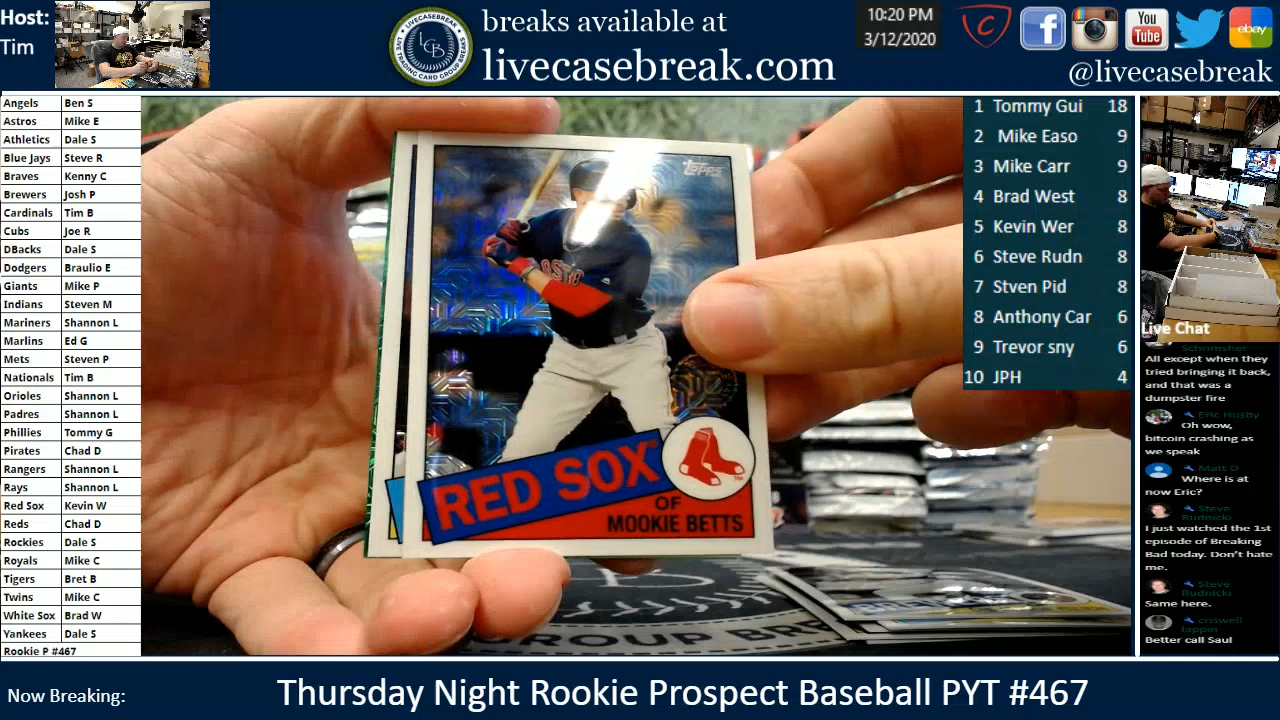 Host:
Tim
breaks available at
livecasebreak.com
LIVECASEBREAK
LCB
10:20 PM
3/12/2020
You
Tube
ebay
@livecasebreak
Angels Ben S
Astros Mike E
Athletics Dale S
Blue Jays Steve R
Braves Kenny C
Brewers Josh P
Cardinals Tim B
Cubs Joe R
DBacks Dale S
Dodgers Braulio E
Giants Mike P
Indians Steven M
Mariners Shannon L
Marlins Ed G
Mets Steven P
Nationals Tim B
Orioles Shannon L
Padres Shannon L
Phillies Tommy G
Pirates Chad D
Rangers Shannon L
Rays Shannon L
Red Sox Kevin W
Reds Chad D
Rockies Dale S
Royals Mike C
Tigers Bret B
Twins Mike C
White Sox Brad W
Yankees Dale S
Rookie P #467
Topps
RED SOX
OF
MOOKIE BETTS
GROUP
1 Tommy Gui 18
2 Mike Easo 9
3 Mike Carr 9
4 Brad West 8
5 Kevin Wer 8
6 Steve Rudn 8
7 Stven Pid 8
8 Anthony Car 6
9 Trevor sny 6
10 JPH 4
Live Chat
All except when they
tried bringing it back,
and that was a
dumpster fire
Eric Husby
Oh wow,
bitcoin crashing as
we speak
Matt D
Where is at
now Eric?
Steve
Rudnicki
I just watched the 1st
episode of Breaking
Bad today. Don't hate
me.
Steve
Rudnicki
Same here.
criswell
lappin
Better call Saul
Now Breaking:
Thursday Night Rookie Prospect Baseball PYT #467